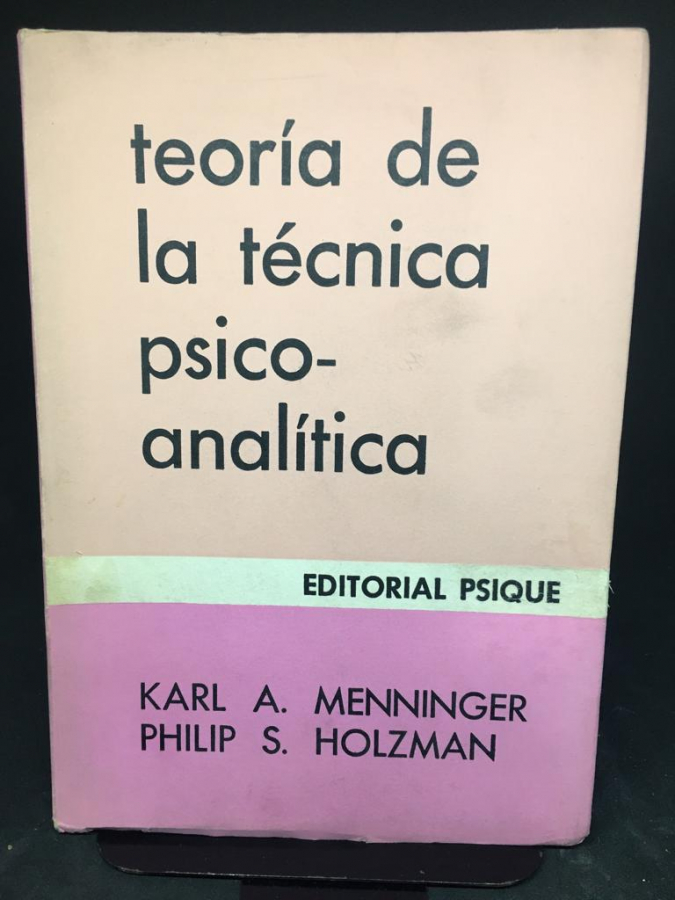 teoría de
la técnica
psico-
analítica
EDITORIAL PSIQUE
KARL A. MENNINGER
PHILIP S. HOLZMAN